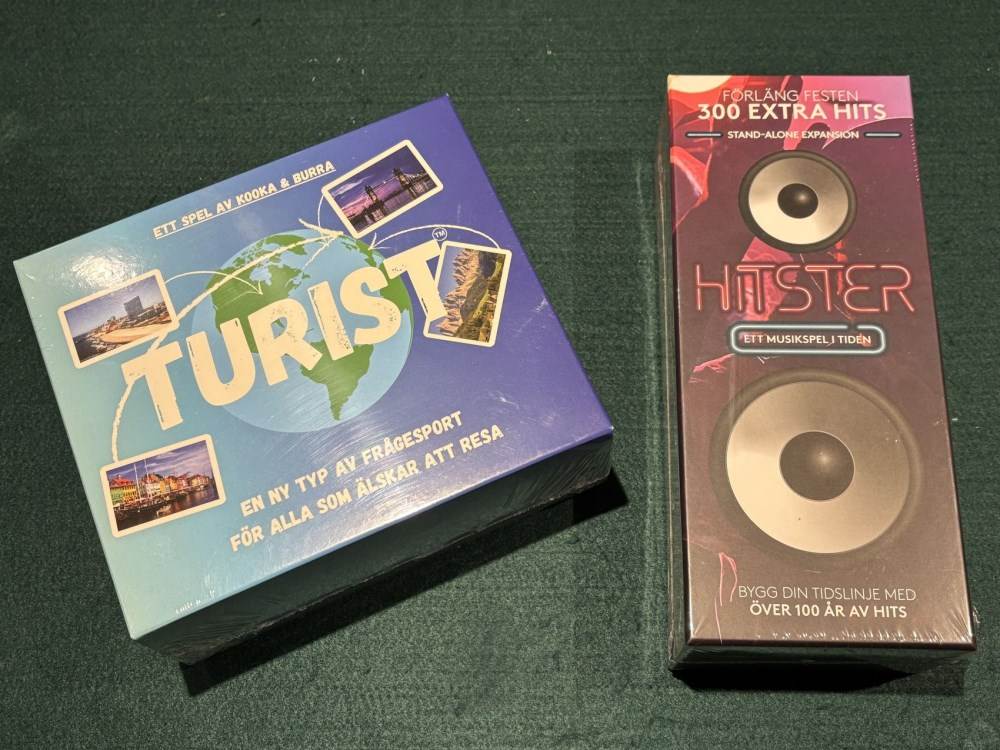 ETT SPEL AV KOOKA & BURRA
TURIST™
EN NY TYP AV FRÅGESPORT
FÖR ALLA SOM ÄLSKAR ATT RESA
FÖRLÄNG FESTEN
300 EXTRA HITS
STAND-ALONE EXPANSION
HITSTER
ETT MUSIKSPEL I TIDEN
BYGG DIN TIDSLINJE MED
ÖVER 100 ÅR AV HITS